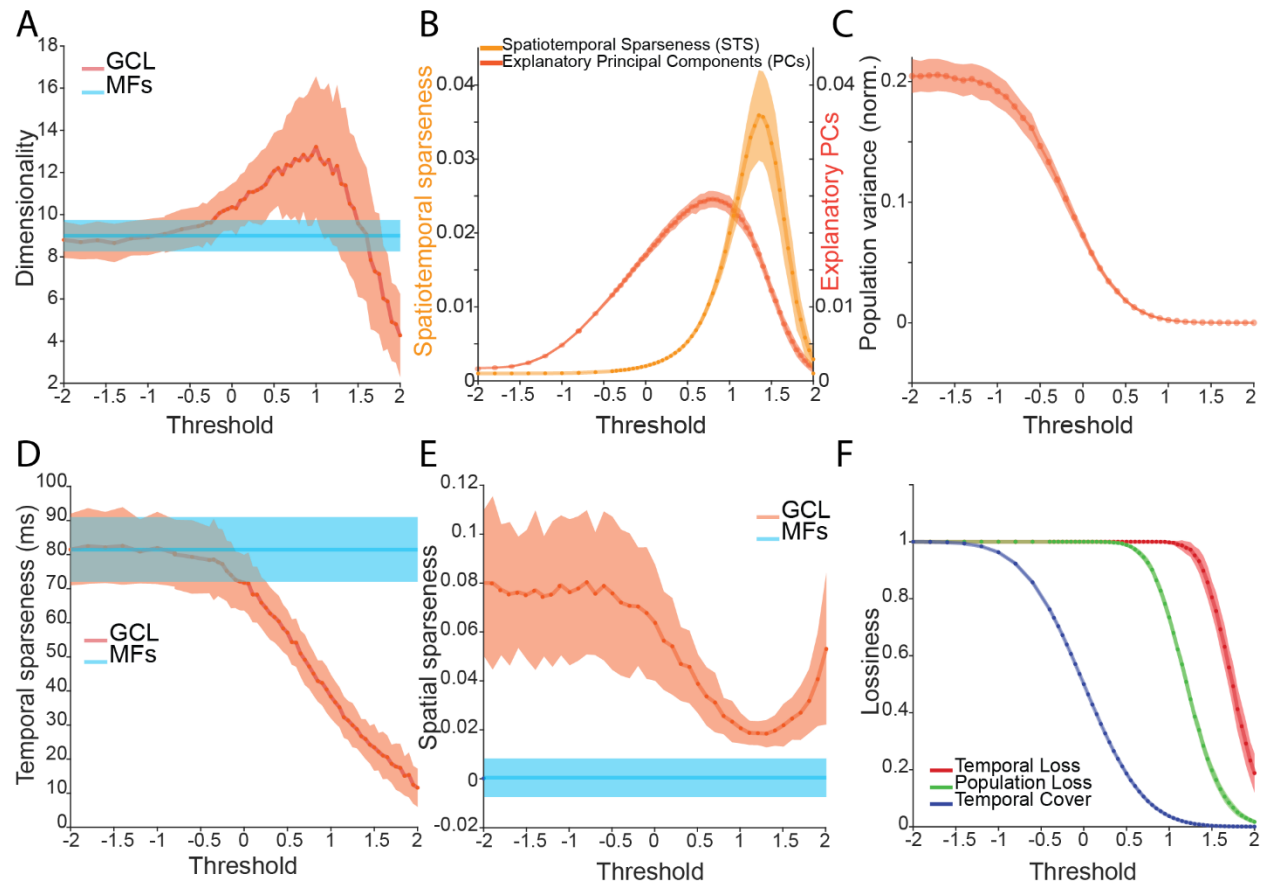 A
18
16
14
12
10
8
6
4
2
Dimensionality
GCL
MFs
-2 -1.5 -1 -0.5 0 0.5 1 1.5 2
Threshold
B
Spatiotemporal Sparseness (STS)
Explanatory Principal Components (PCs)
0.04
0.03
0.02
0.01
0
Spatiotemporal sparseness
0.04
0.01
0
Explanatory PCs
-2 -1.5 -1 -0.5 0 0.5 1 1.5 2
Threshold
C
0.2
0.1
0
Population variance (norm.)
-2 -1.5 -1 -0.5 0 0.5 1 1.5 2
Threshold
D
100
90
80
70
60
50
40
30
20
10
0
Temporal sparseness (ms)
GCL
MFs
-2 -1.5 -1 -0.5 0 0.5 1 1.5 2
Threshold
E
0.12
0.1
0.08
0.06
0.04
0.02
0
-0.02
Spatial sparseness
GCL
MFs
-2 -1.5 -1 -0.5 0 0.5 1 1.5 2
Threshold
F
1
0.8
0.6
0.4
0.2
0
Lossiness
Temporal Loss
Population Loss
Temporal Cover
-2 -1.5 -1 -0.5 0 0.5 1 1.5 2
Threshold